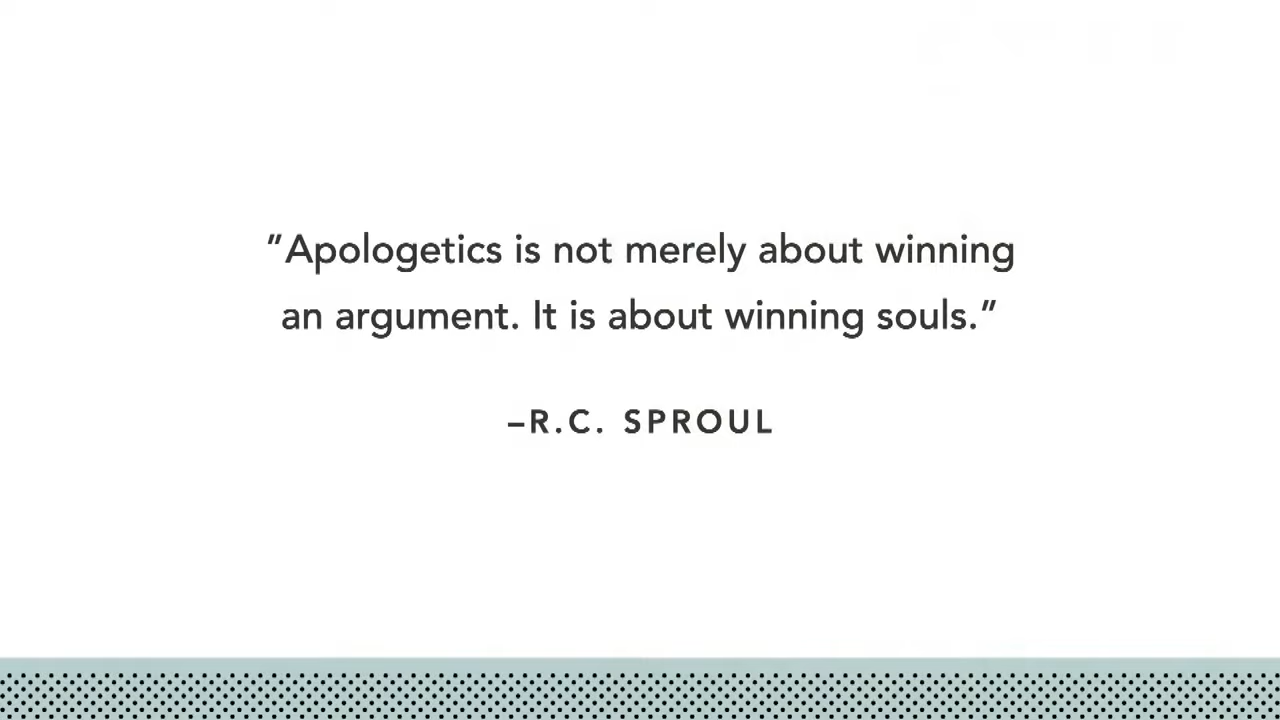 "Apologetics is not merely about winning
an argument. It is about winning souls."
–R.C. SPROUL